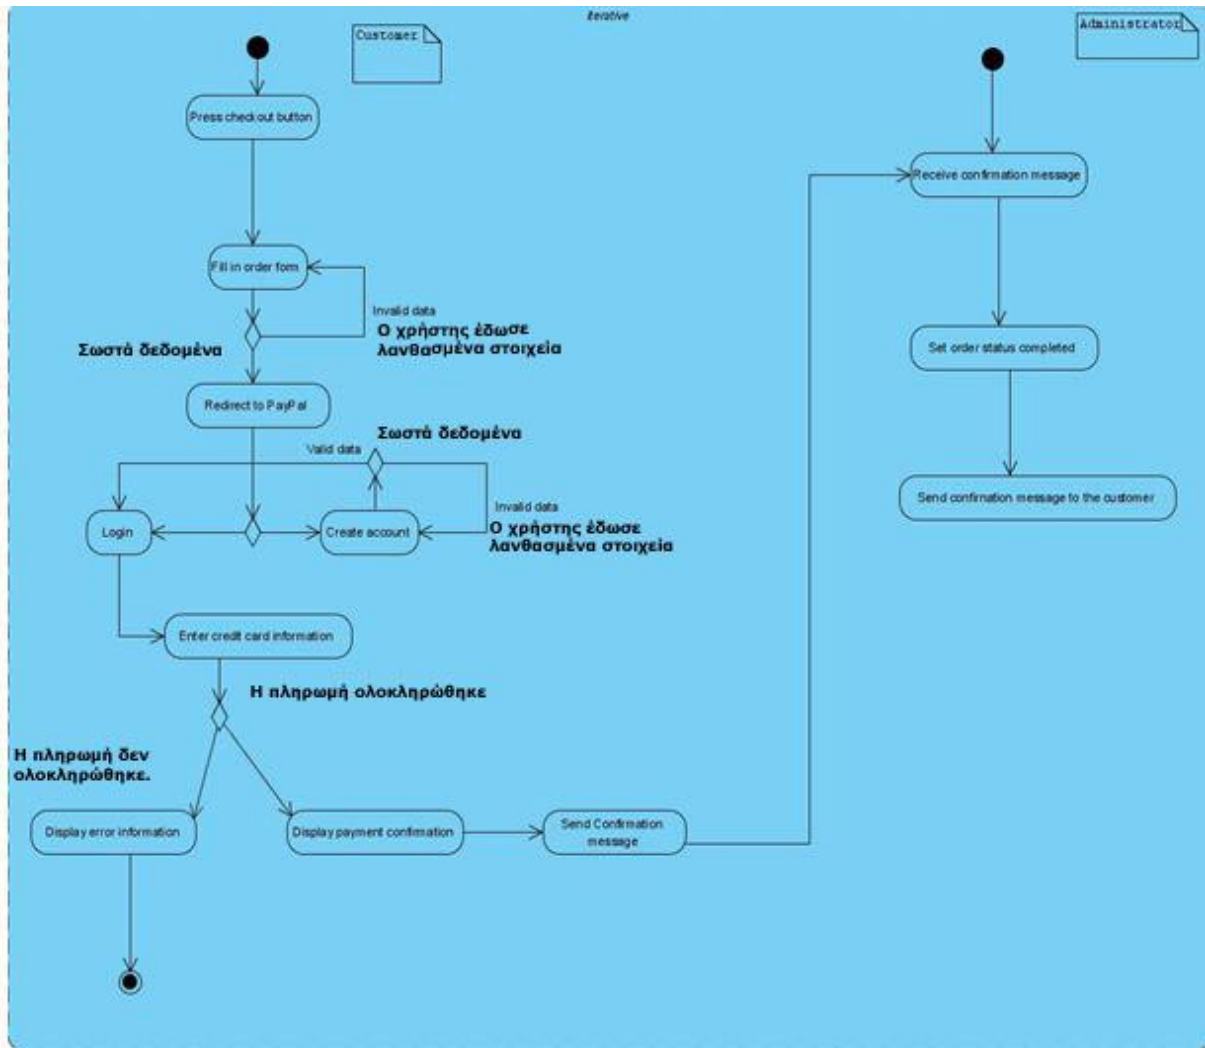 iterative
Customer
Administrator
Press checkout button
Receive confirmation message
Fill in order form
Invalid data
Ο χρήστης έδωσε
λανθασμένα στοιχεία
Σωστά δεδομένα
Set order status completed
Redirect to PayPal
Σωστά δεδομένα
Valid data
Invalid data
Ο χρήστης έδωσε
λανθασμένα στοιχεία
Send confirnation message to the customer
Login
Create account
Enter credit card information
Η πληρωμή ολοκληρώθηκε
Η πληρωμή δεν
ολοκληρώθηκε.
Display error information
Display payment confirmation
Send Confirmation
message